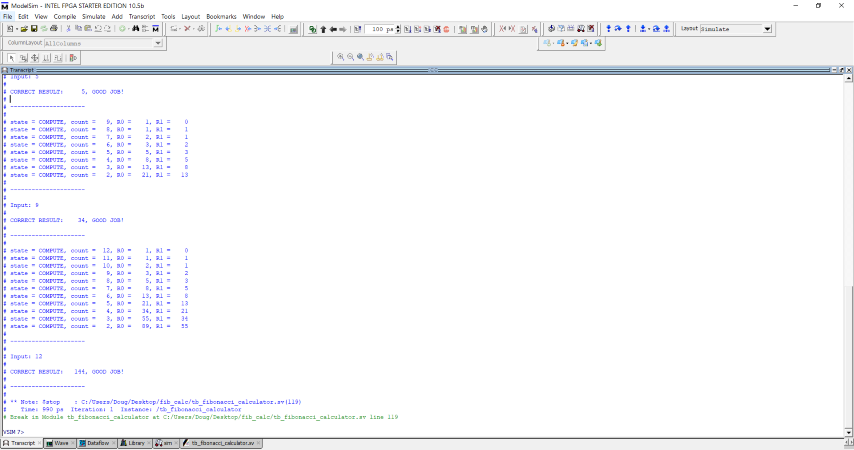 ModelSim - INTEL FPGA STARTER EDITION 10.5b
File Edit View Compile Simulate Add Transcript Tools Layout Bookmarks Window Help
100 ps
Layout Simulate
ColumnLayout AllColumns
Transcript
# Input: 5
#
# CORRECT RESULT:     5, GOOD JOB!
#
# ---------------------
#
# state = COMPUTE, count =   9, R0 =    1, R1 =    0
# state = COMPUTE, count =   8, R0 =    1, R1 =    1
# state = COMPUTE, count =   7, R0 =    2, R1 =    1
# state = COMPUTE, count =   6, R0 =    3, R1 =    2
# state = COMPUTE, count =   5, R0 =    5, R1 =    3
# state = COMPUTE, count =   4, R0 =    8, R1 =    5
# state = COMPUTE, count =   3, R0 =   13, R1 =    8
# state = COMPUTE, count =   2, R0 =   21, R1 =   13
#
# ---------------------
#
# Input: 9
#
# CORRECT RESULT:    34, GOOD JOB!
#
# ---------------------
#
# state = COMPUTE, count =  12, R0 =    1, R1 =    0
# state = COMPUTE, count =  11, R0 =    1, R1 =    1
# state = COMPUTE, count =  10, R0 =    2, R1 =    1
# state = COMPUTE, count =   9, R0 =    3, R1 =    2
# state = COMPUTE, count =   8, R0 =    5, R1 =    3
# state = COMPUTE, count =   7, R0 =    8, R1 =    5
# state = COMPUTE, count =   6, R0 =   13, R1 =    8
# state = COMPUTE, count =   5, R0 =   21, R1 =   13
# state = COMPUTE, count =   4, R0 =   34, R1 =   21
# state = COMPUTE, count =   3, R0 =   55, R1 =   34
# state = COMPUTE, count =   2, R0 =   89, R1 =   55
#
# ---------------------
#
# Input: 12
#
# CORRECT RESULT:   144, GOOD JOB!
#
# ---------------------
#
# ** Note: $stop    : C:/Users/Doug/Desktop/fib_calc/tb_fibonacci_calculator.sv(119)
#    Time: 990 ps  Iteration: 1  Instance: /tb_fibonacci_calculator
# Break in Module tb_fibonacci_calculator at C:/Users/Doug/Desktop/fib_calc/tb_fibonacci_calculator.sv line 119
VSIM 7>
Transcript Wave Dataflow Library sim tb_fibonacci_calculator.sv